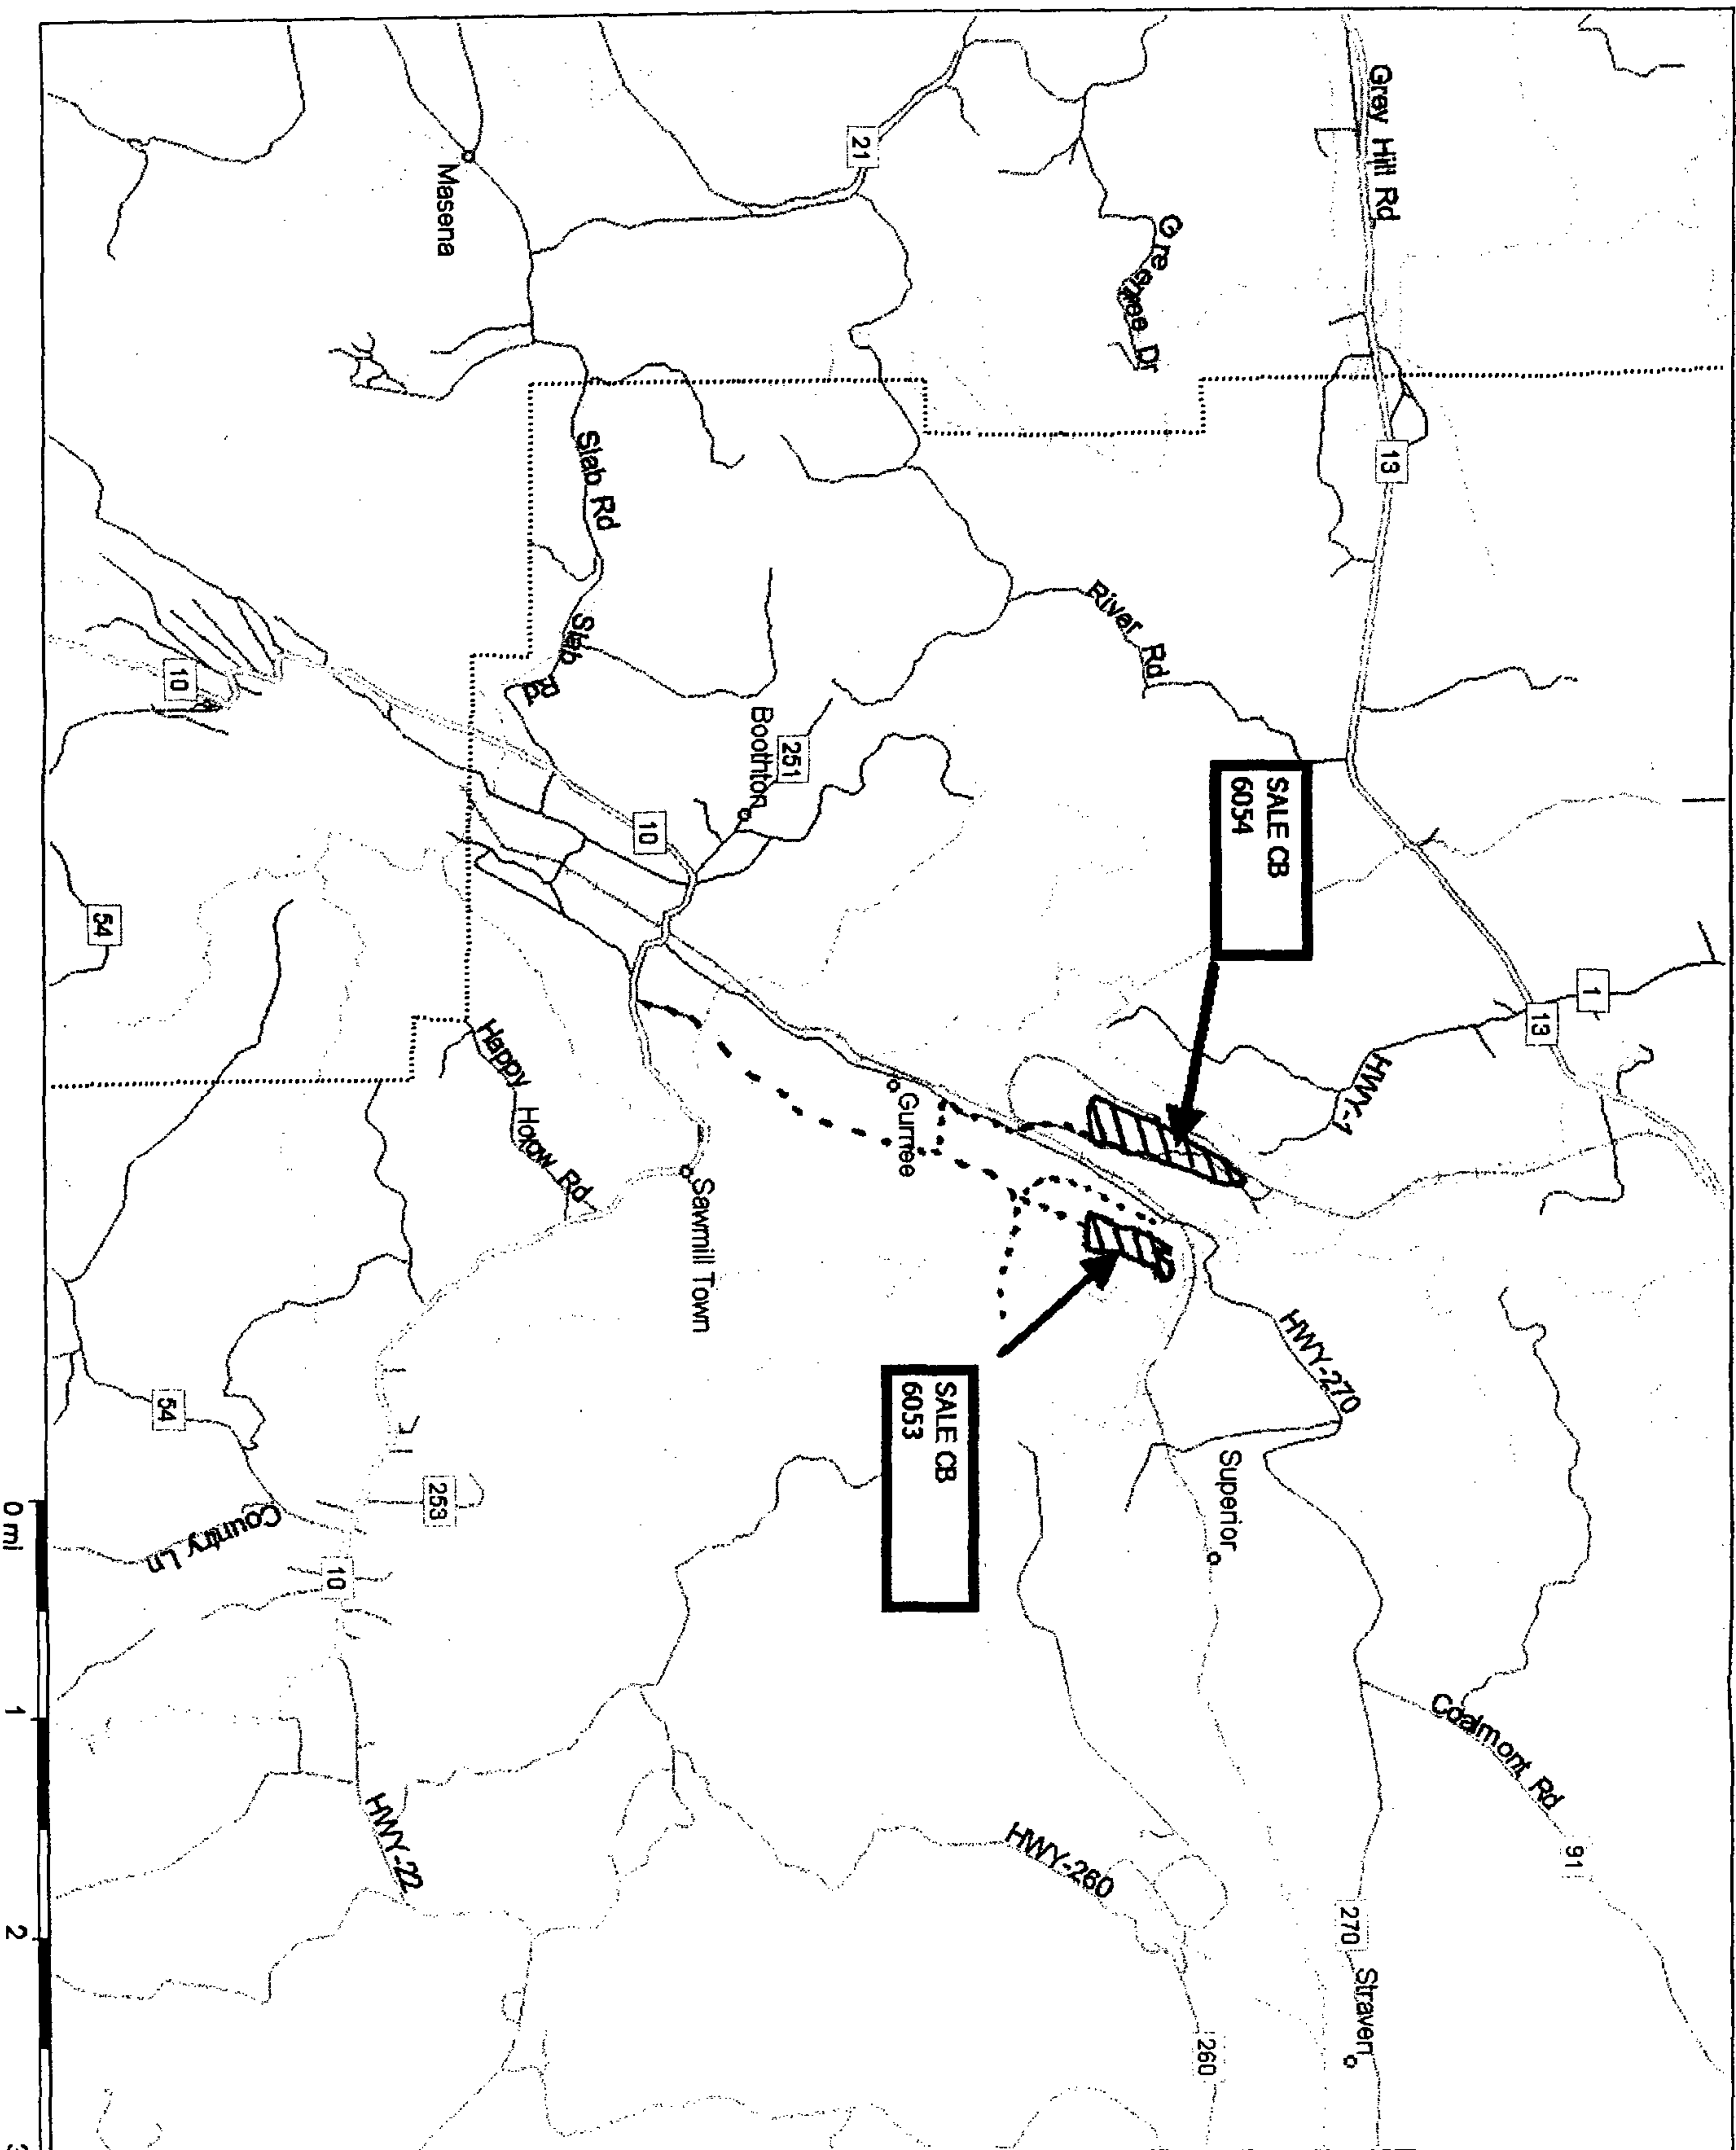 Grey Hill Rd
13
1
13
Coalmont Rd
91
270
Straven
Greentree Dr
River Rd
SALE CB
6054
HWY-1
HWY-270
Superior
260
21
HWY-260
251
Boothton
Gurnee
SALE CB
6053
Slab Rd
Slab Rd
10
Sawmill Town
Masena
Happy Hollow Rd
253
HWY-22
10
Country Ln
10
54
54
0 mi
1
2
3